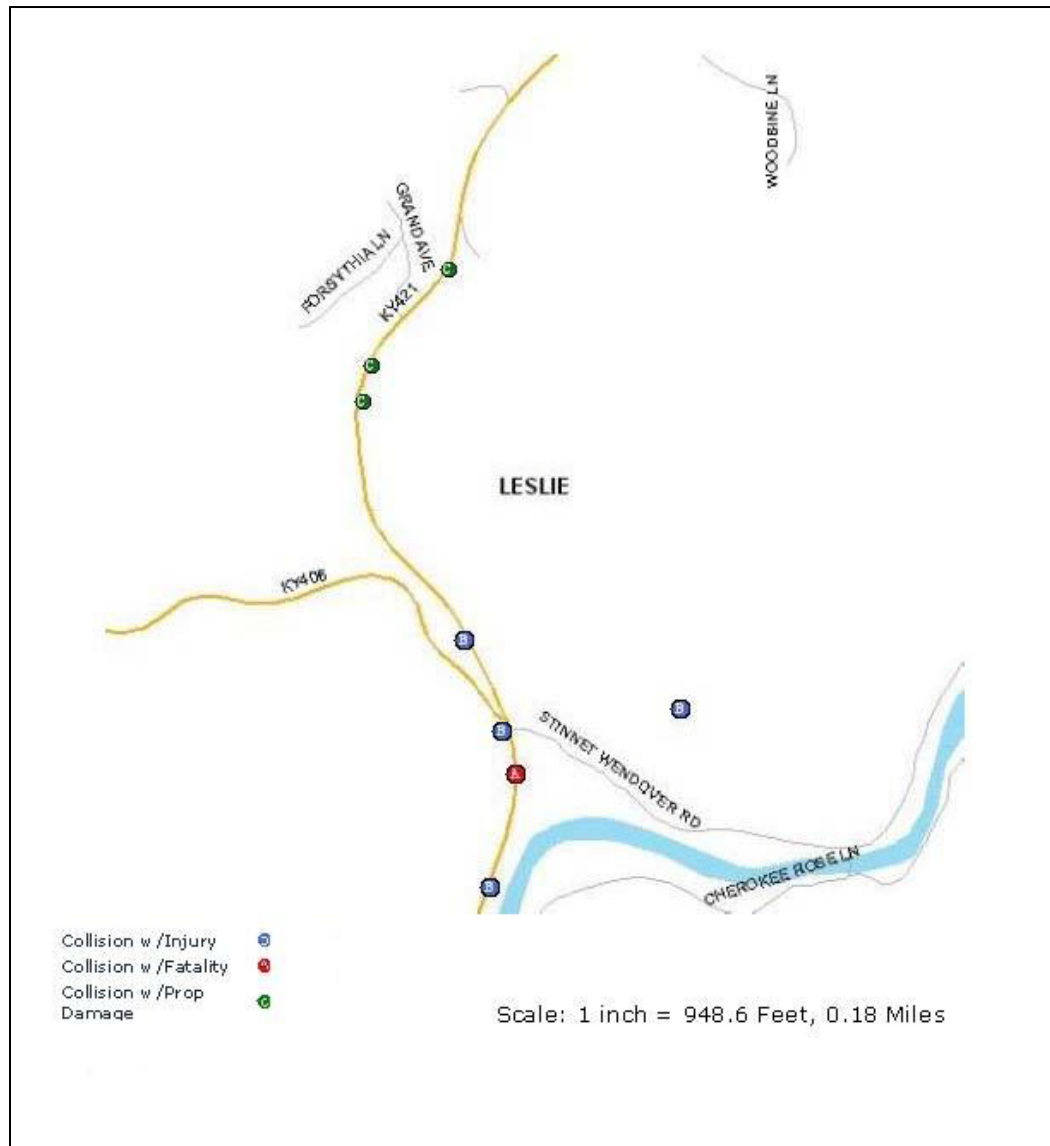 WOODBINE LN
GRAND AVE
FORSYTHIA LN
C
KY421
C
C
LESLIE
KY406
B
B
B
STINNET WENDOVER RD
A
B
CHEROKEE ROSE LN
Collision w/Injury B
Collision w/Fatality A
Collision w/Prop C
Damage
Scale: 1 inch = 948.6 Feet, 0.18 Miles